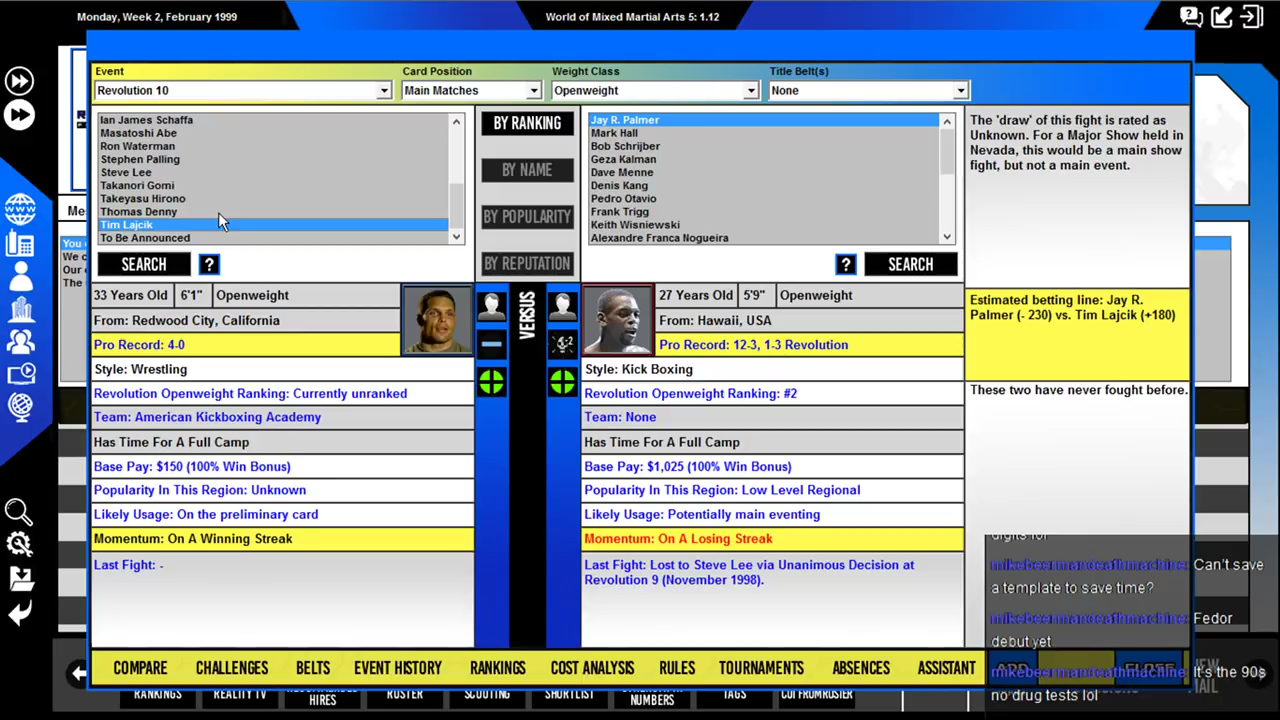 Monday, Week 2, February 1999
World of Mixed Martial Arts 5: 1.12
Event
Card Position
Weight Class
Title Belt(s)
Revolution 10
Main Matches
Openweight
None
Ian James Schaffa
Masatoshi Abe
Ron Waterman
Stephen Palling
Steve Lee
Takanori Gomi
Takeyasu Hirono
Thomas Denny
Tim Lajcik
To Be Announced
BY RANKING
BY NAME
BY POPULARITY
BY REPUTATION
Jay R. Palmer
Mark Hall
Bob Schrijber
Geza Kalman
Dave Menne
Denis Kang
Pedro Otavio
Frank Trigg
Keith Wisniewski
Alexandre Franca Nogueira
The 'draw' of this fight is rated as
Unknown. For a Major Show held in
Nevada, this would be a main show
fight, but not a main event.
SEARCH
?
?
SEARCH
33 Years Old
6'1"
Openweight
From: Redwood City, California
Pro Record: 4-0
Style: Wrestling
Revolution Openweight Ranking: Currently unranked
Team: American Kickboxing Academy
Has Time For A Full Camp
Base Pay: $150 (100% Win Bonus)
Popularity In This Region: Unknown
Likely Usage: On the preliminary card
Momentum: On A Winning Streak
Last Fight: -
VERSUS
27 Years Old
5'9"
Openweight
From: Hawaii, USA
Pro Record: 12-3, 1-3 Revolution
Style: Kick Boxing
Revolution Openweight Ranking: #2
Team: None
Has Time For A Full Camp
Base Pay: $1,025 (100% Win Bonus)
Popularity In This Region: Low Level Regional
Likely Usage: Potentially main eventing
Momentum: On A Losing Streak
Last Fight: Lost to Steve Lee via Unanimous Decision at
Revolution 9 (November 1998).
Estimated betting line: Jay R.
Palmer (- 230) vs. Tim Lajcik (+180)
These two have never fought before.
digits lol
mikebeermandeathmachine: Can't save
a template to save time?
mikebeermandeathmachine: Fedor
debut yet
mikebeermandeathmachine: It's the 90s
no drug tests lol
COMPARE
CHALLENGES
BELTS
EVENT HISTORY
RANKINGS
COST ANALYSIS
RULES
TOURNAMENTS
ABSENCES
ASSISTANT
RANKINGS
REALITY TV
HIRES
ROSTER
SCOUTING
SHORTLIST
NUMBERS
TAGS
MAIL